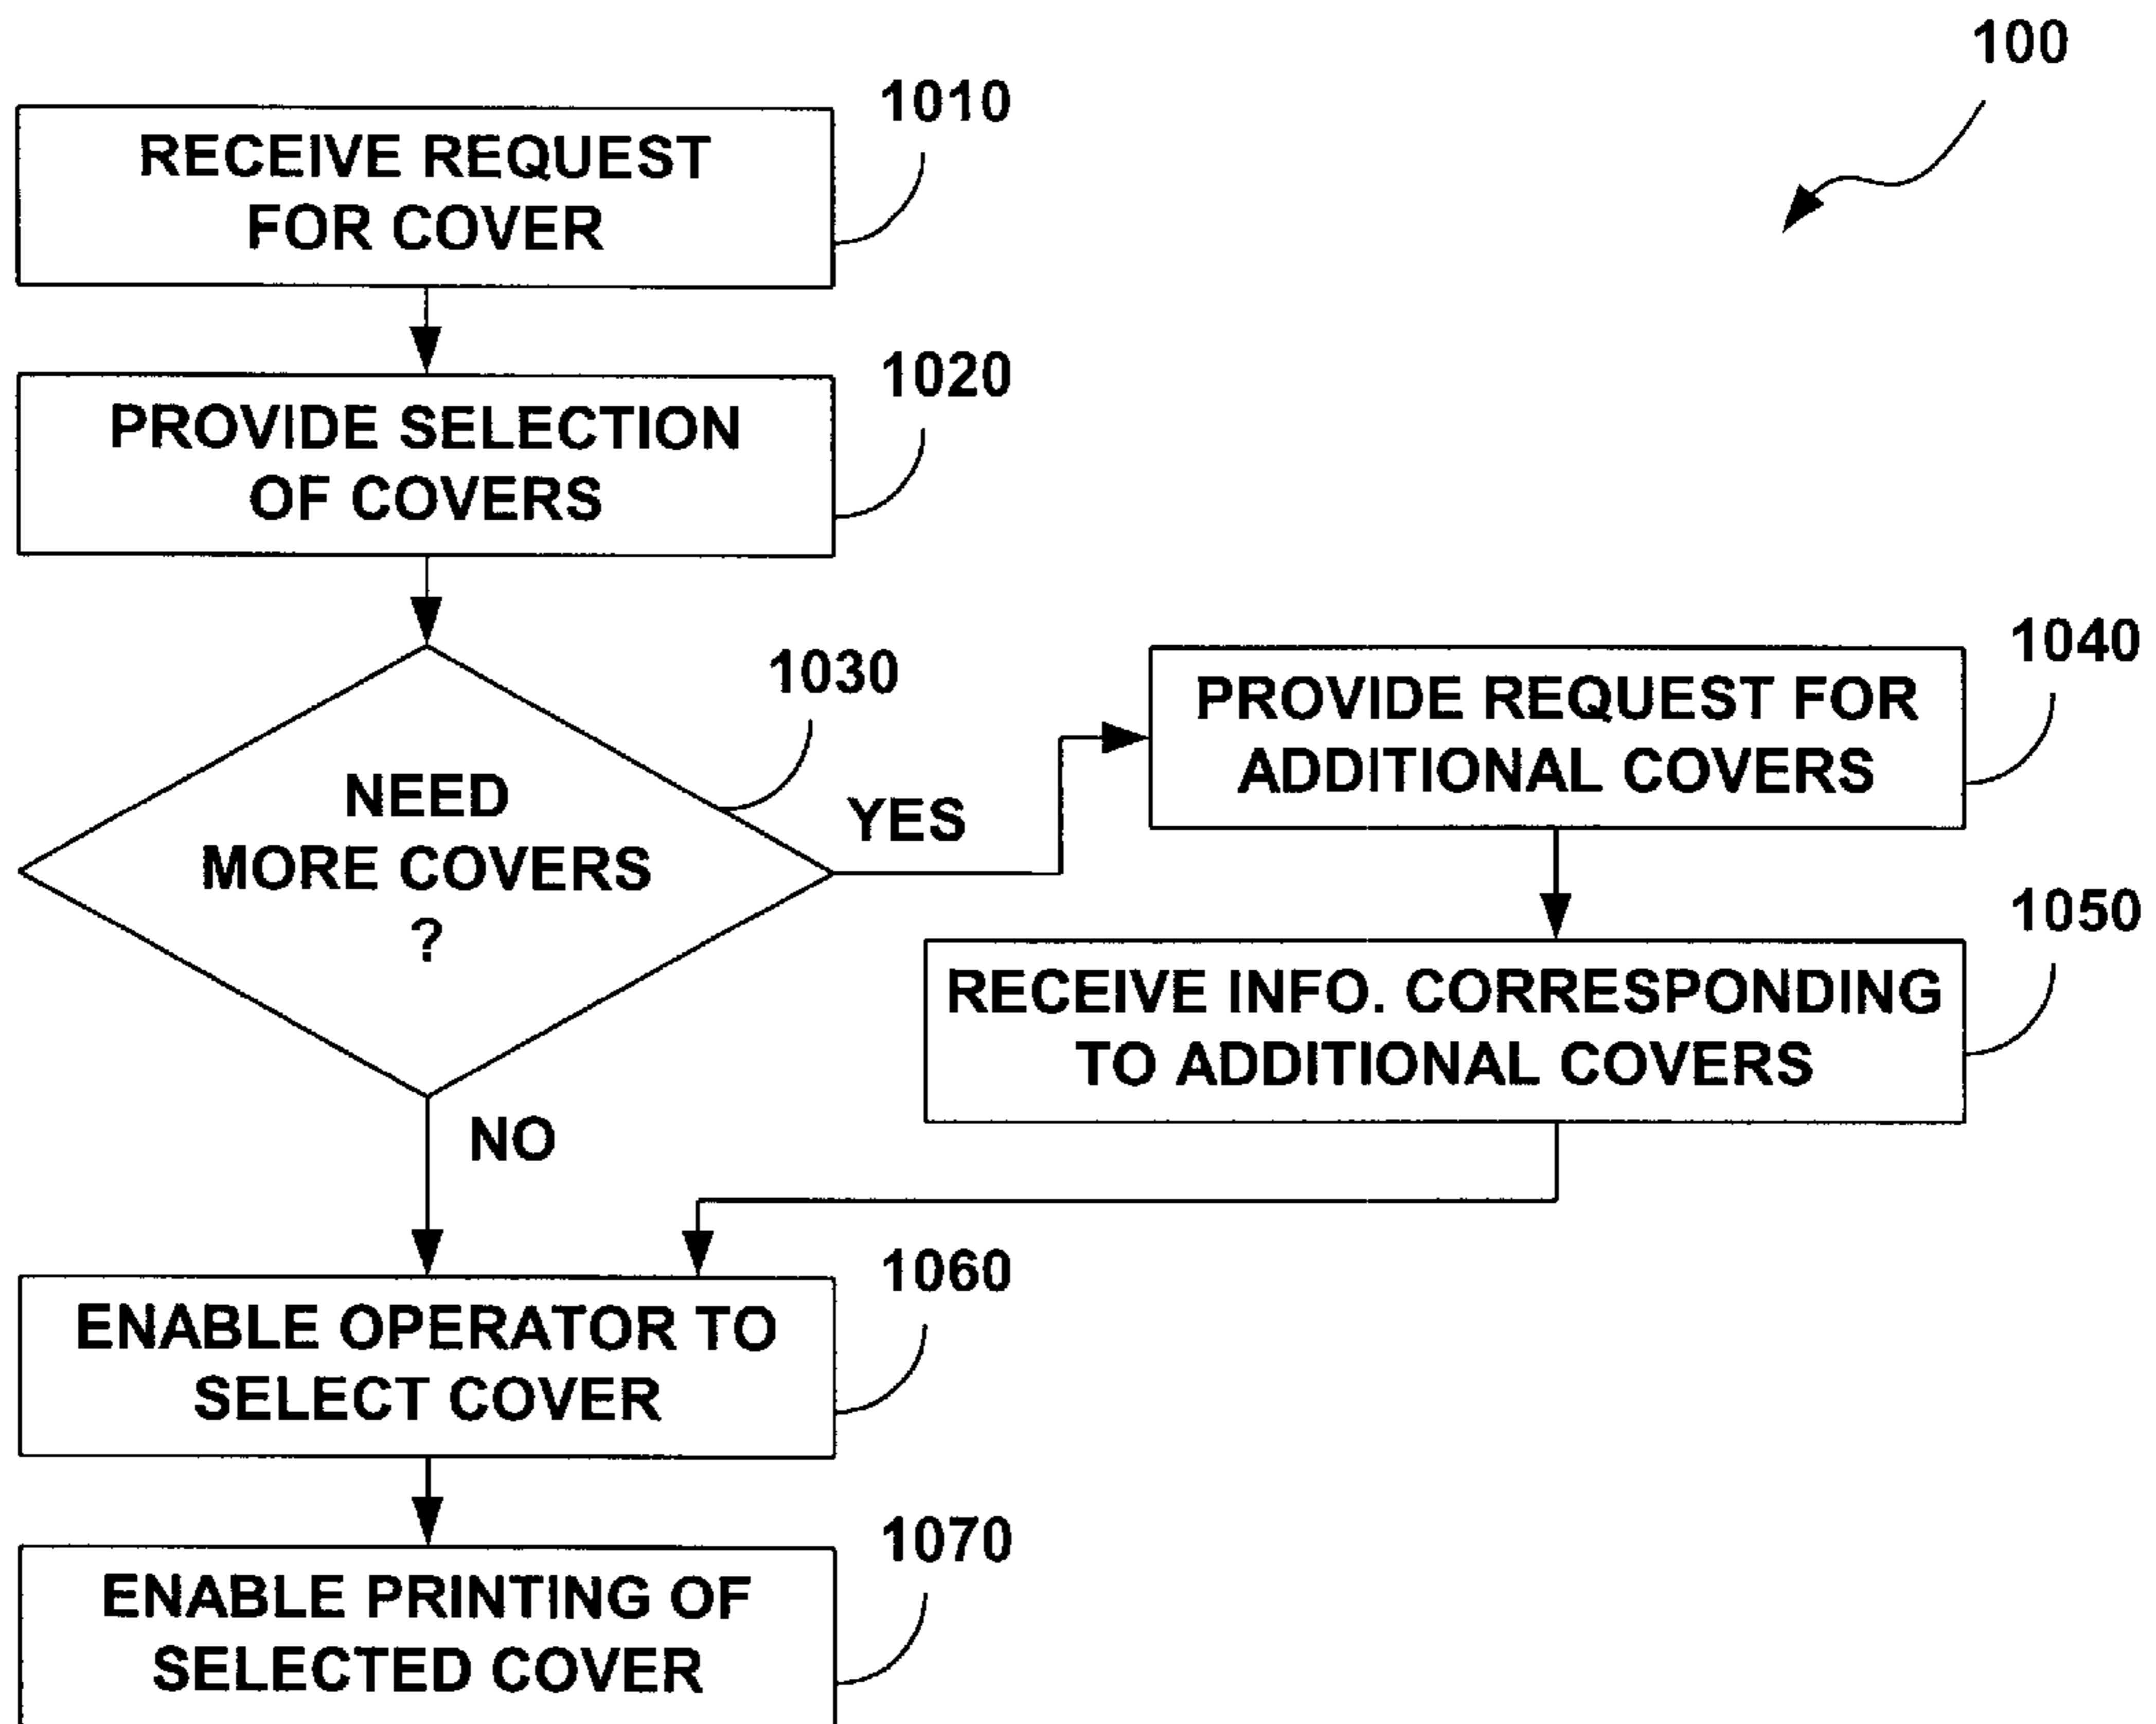 100
1010
RECEIVE REQUEST
FOR COVER
1020
PROVIDE SELECTION
OF COVERS
1030
NEED
MORE COVERS
?
YES
1040
PROVIDE REQUEST FOR
ADDITIONAL COVERS
1050
RECEIVE INFO. CORRESPONDING
TO ADDITIONAL COVERS
NO
1060
ENABLE OPERATOR TO
SELECT COVER
1070
ENABLE PRINTING OF
SELECTED COVER